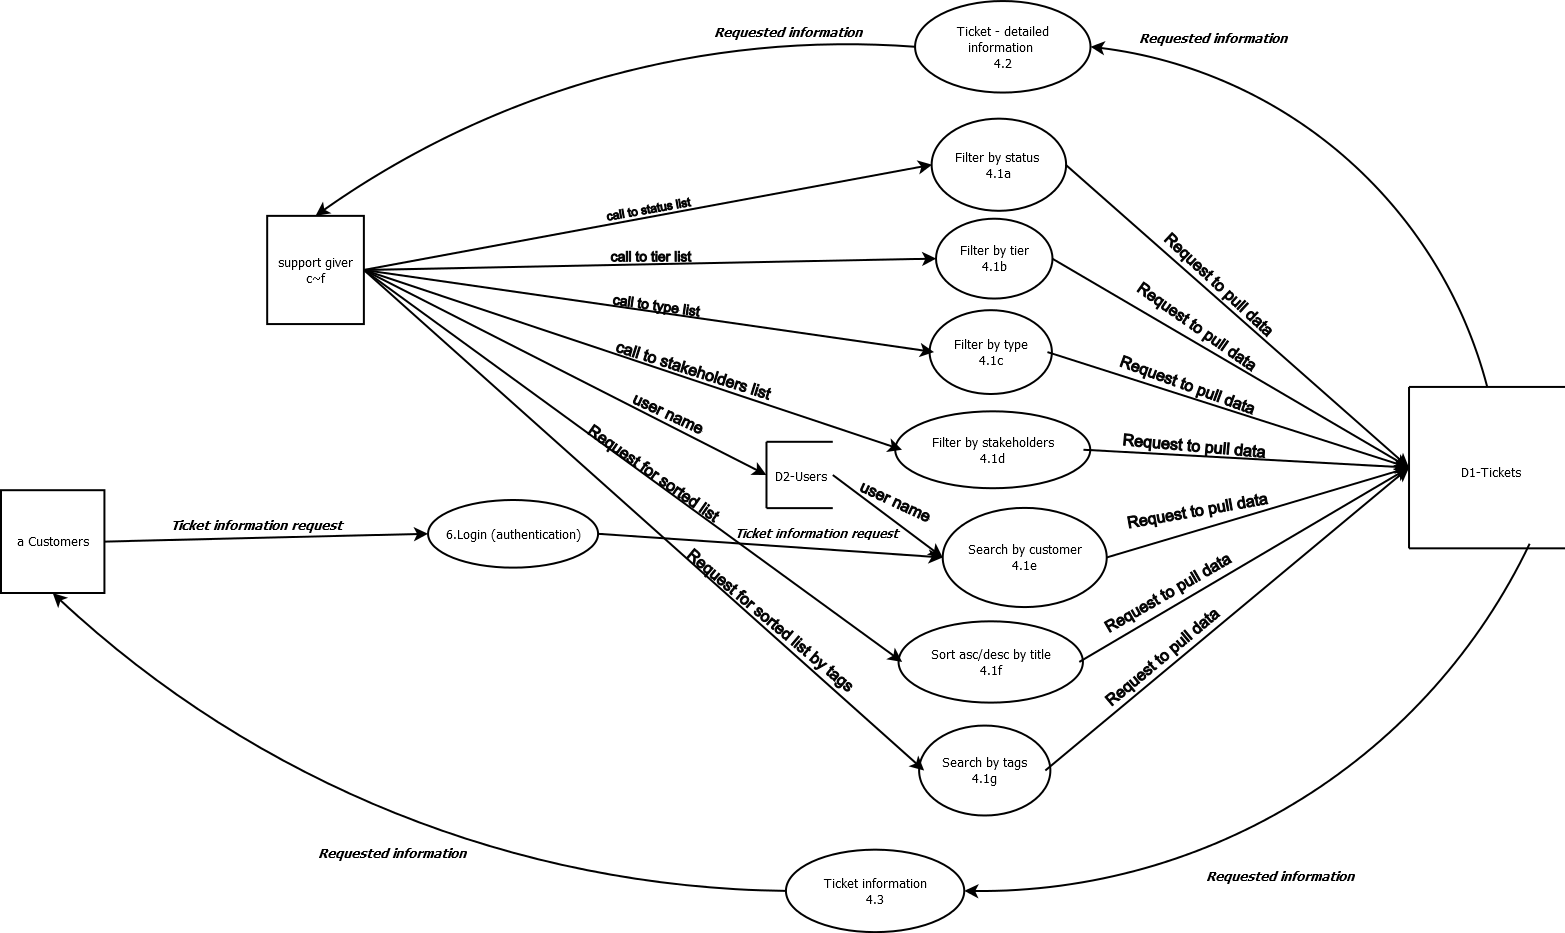 Requested information
Ticket - detailed
information
4.2
Requested information
Filter by status
4.1a
call to status list
support giver
c~f
call to tier list
Filter by tier
4.1b
Request to pull data
call to type list
Filter by type
4.1c
Request to pull data
call to stakeholders list
Request to pull data
user name
Filter by stakeholders
4.1d
Request to pull data
Request for sorted list
D2-Users
D1-Tickets
user name
a Customers
Ticket information request
6.Login (authentication)
Ticket information request
Search by customer
4.1e
Request to pull data
Request for sorted list by tags
Sort asc/desc by title
4.1f
Request to pull data
Request to pull data
Search by tags
4.1g
Requested information
Ticket information
4.3
Requested information